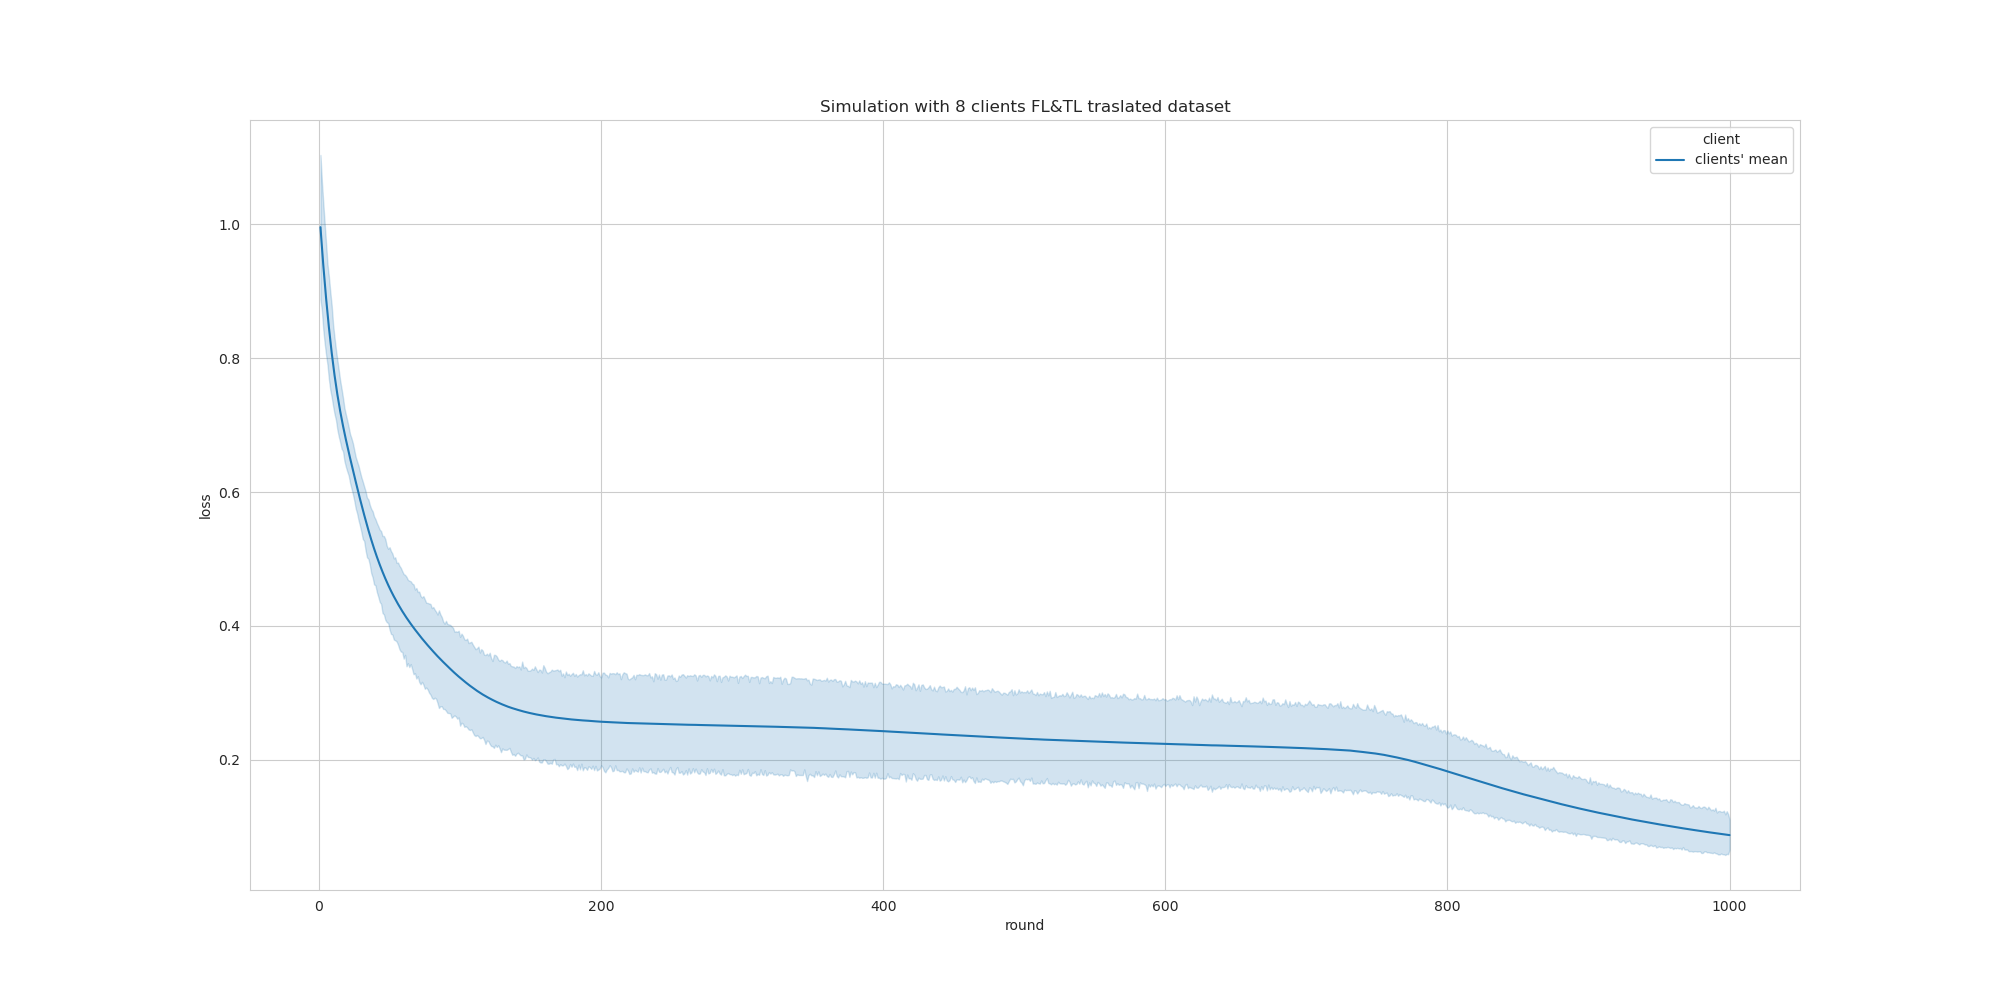 Simulation with 8 clients FL&TL traslated dataset
client
clients' mean
1.0
0.8
0.6
0.4
0.2
loss
0 200 400 600 800 1000
round